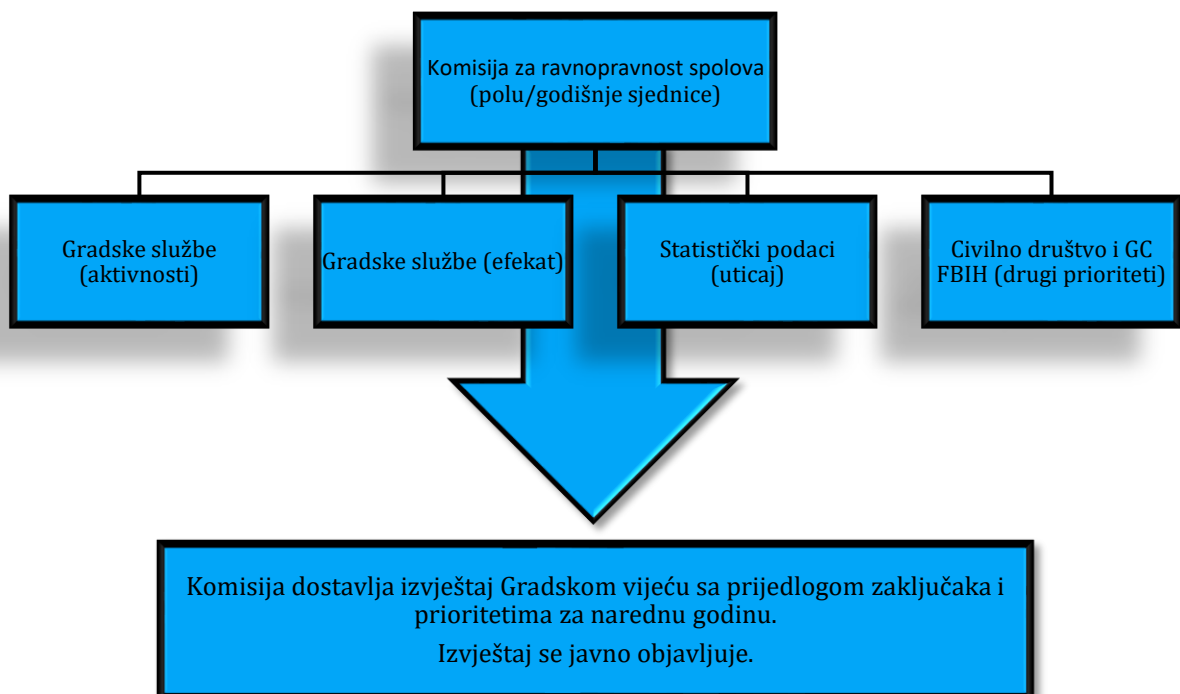 Komisija za ravnopravnost spolova
(polu/godišnje sjednice)
Gradske službe
(aktivnosti)
Gradske službe (efekat)
Statistički podaci
(uticaj)
Civilno društvo i GC
FBIH (drugi prioriteti)
Komisija dostavlja izvještaj Gradskom vijeću sa prijedlogom zaključaka i
prioritetima za narednu godinu.
Izvještaj se javno objavljuje.